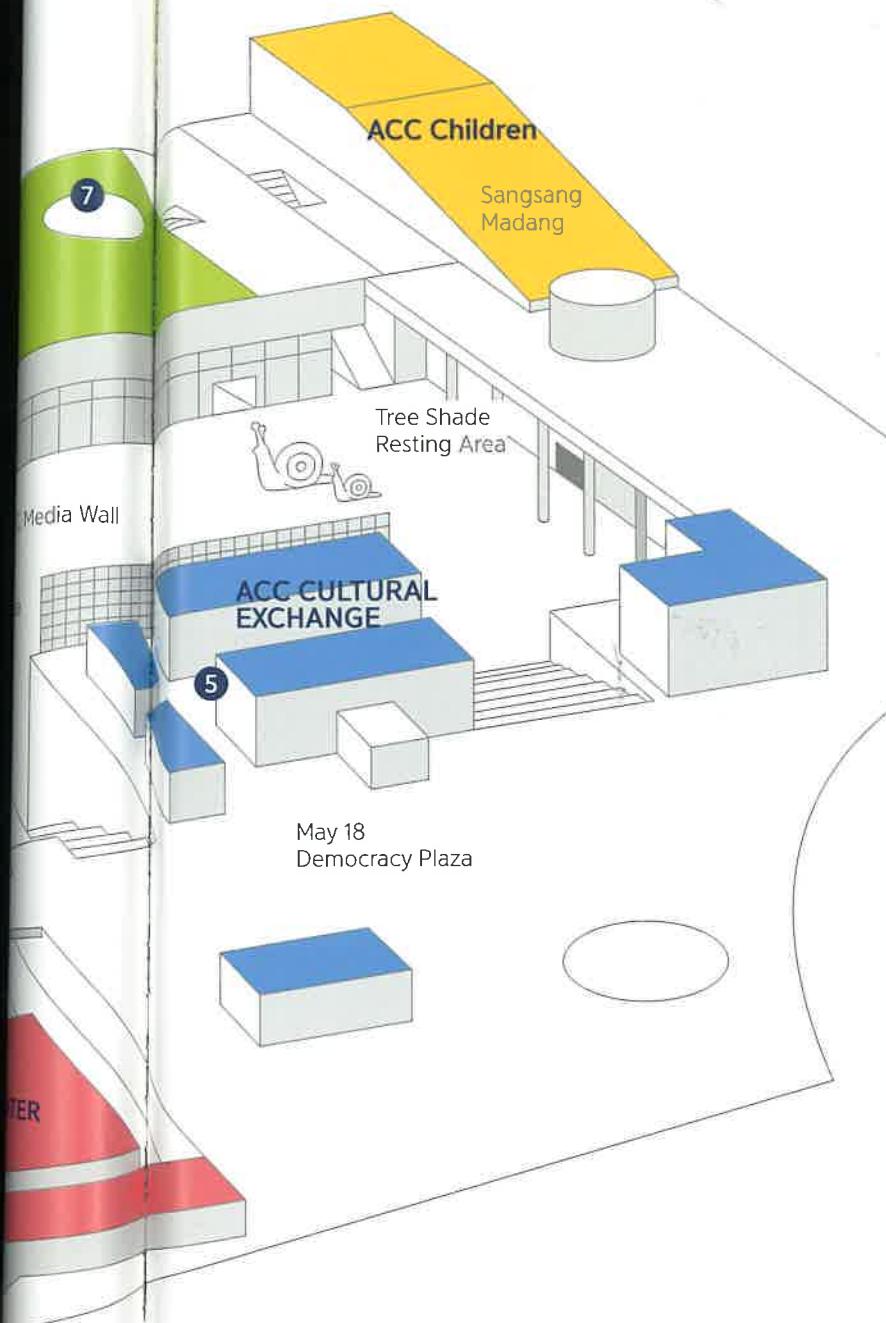 7
ACC Children
Sangsang
Madang
Tree Shade
Resting Area
Media Wall
ACC CULTURAL
EXCHANGE
5
May 18
Democracy Plaza